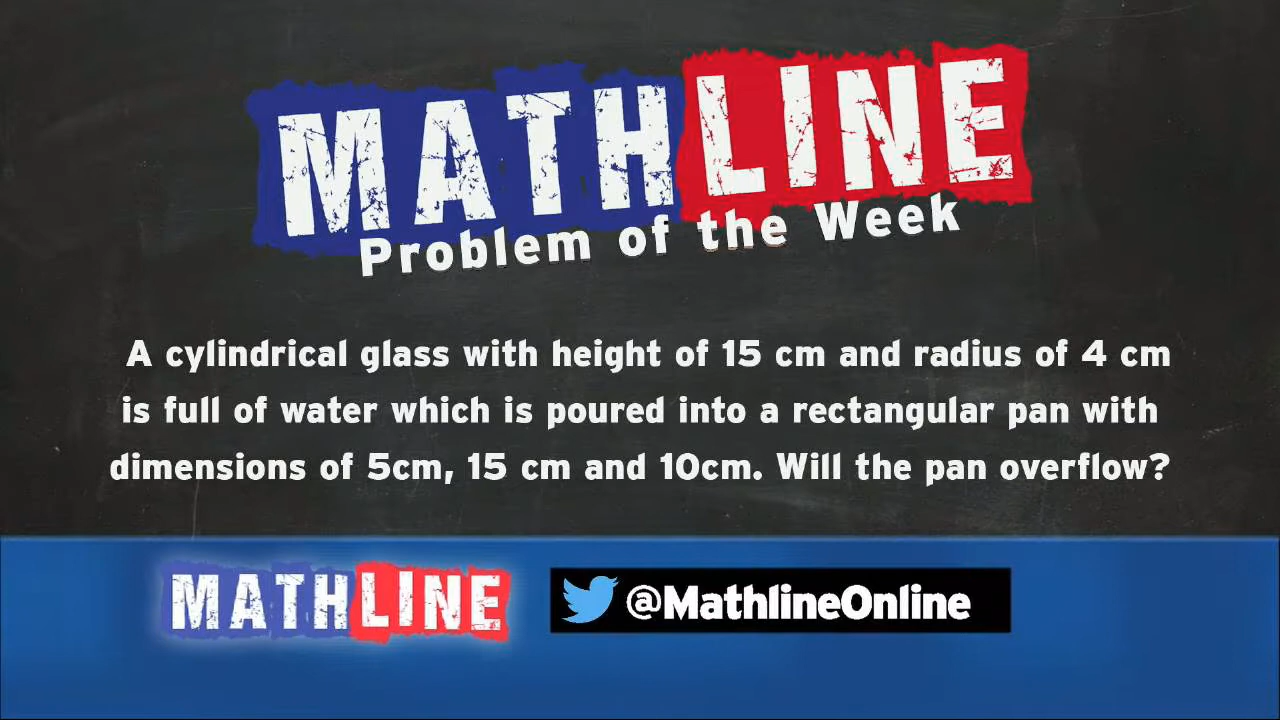 MATHLINE
Problem of the Week
A cylindrical glass with height of 15 cm and radius of 4 cm
is full of water which is poured into a rectangular pan with
dimensions of 5cm, 15 cm and 10cm. Will the pan overflow?
MATHLINE @MathlineOnline